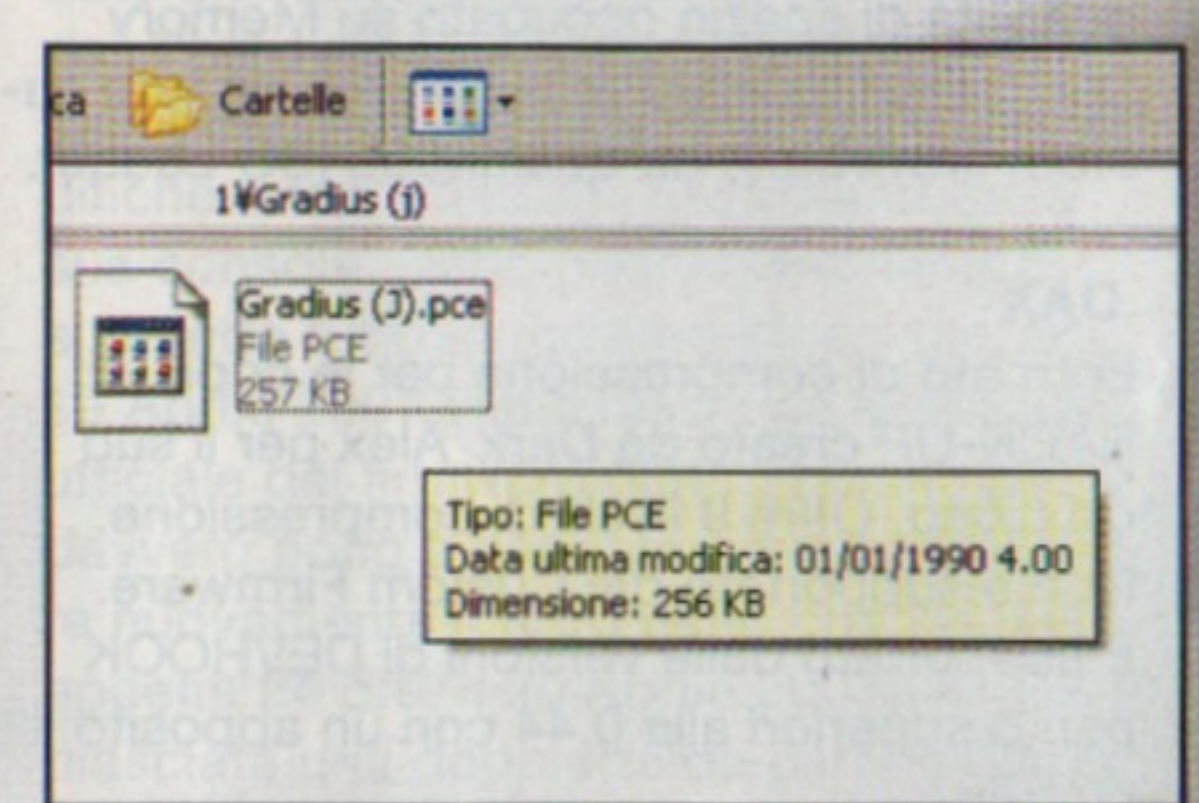 ca Cartelle
1¥Gradius (j)
Gradius (J).pce
File PCE
257 KB
Tipo: File PCE
Data ultima modifica: 01/01/1990 4.00
Dimensione: 256 KB